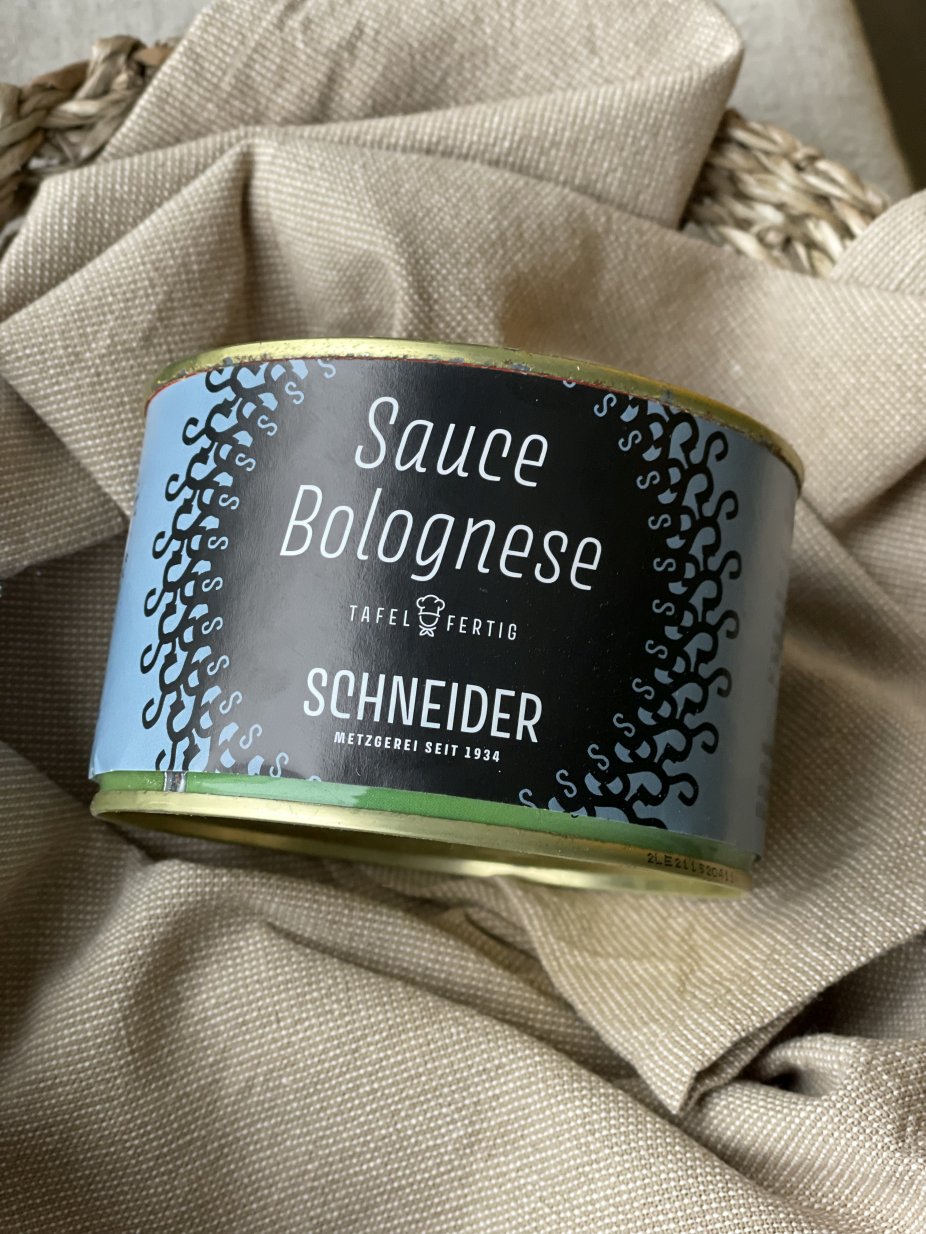 Sauce
Bolognese
TAFEL FERTIG
SCHNEIDER
METZGEREI SEIT 1934